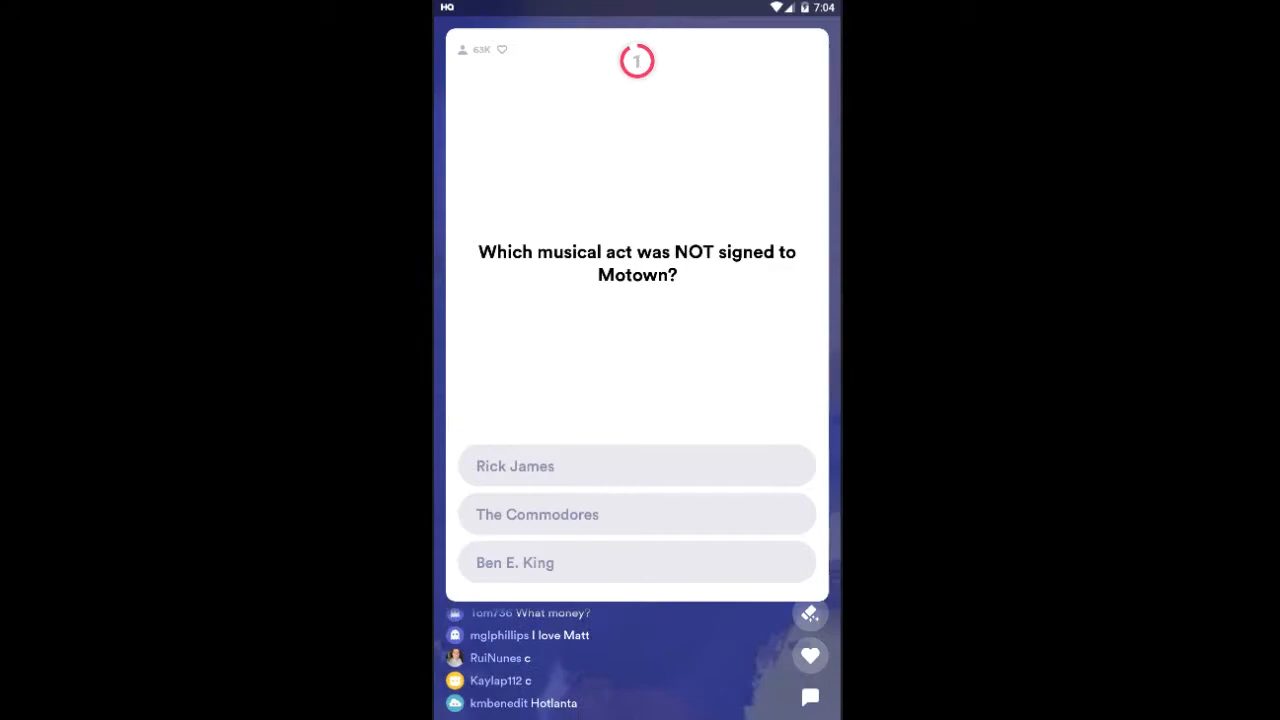 HQ 7:04
63K 1
Which musical act was NOT signed to
Motown?
Rick James
The Commodores
Ben E. King
Tom736 What money?
mglphillips I love Matt
RuiNunes c
Kaylap112 c
kmbenedit Hotlanta